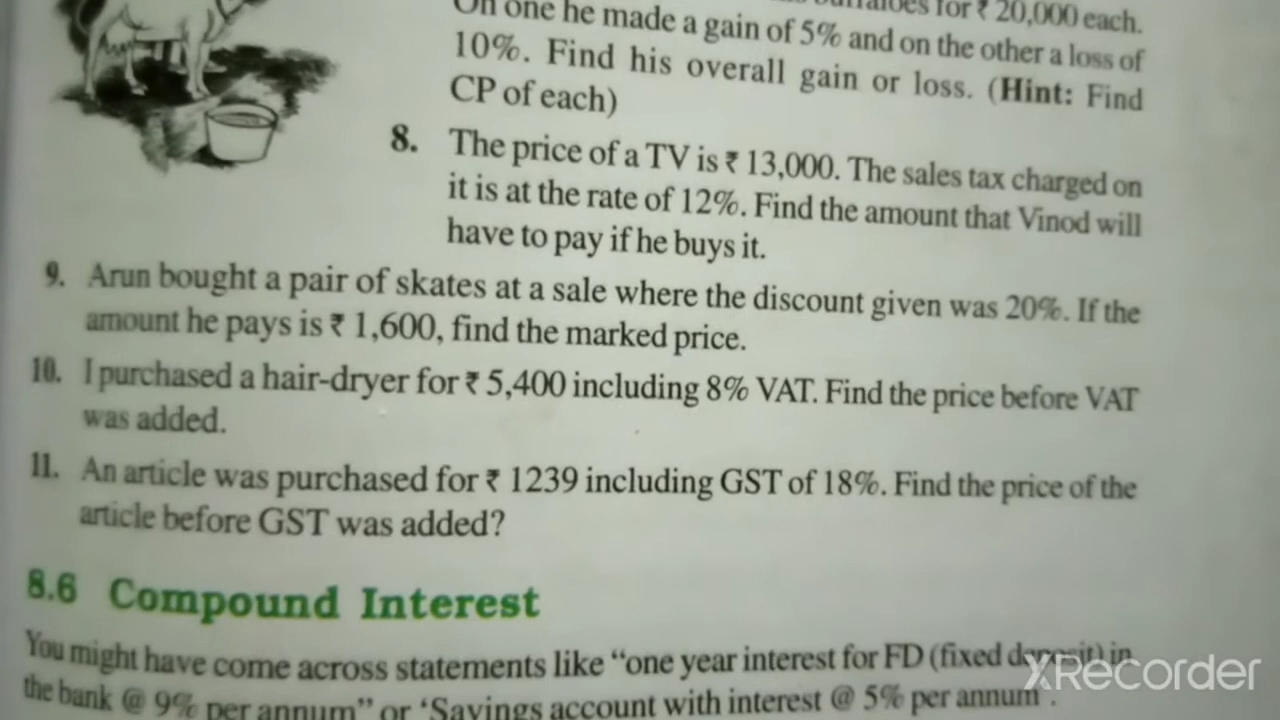 for ₹ 20,000 each.
On one he made a gain of 5% and on the other a loss of
10%. Find his overall gain or loss. (Hint: Find
CP of each)
8. The price of a TV is ₹ 13,000. The sales tax charged on
it is at the rate of 12%. Find the amount that Vinod will
have to pay if he buys it.
9. Arun bought a pair of skates at a sale where the discount given was 20%. If the
amount he pays is ₹ 1,600, find the marked price.
10. I purchased a hair-dryer for ₹ 5,400 including 8% VAT. Find the price before VAT
was added.
11. An article was purchased for ₹ 1239 including GST of 18%. Find the price of the
article before GST was added?
8.6 Compound Interest
You might have come across statements like “one year interest for FD (fixed deposit) in
the bank @ 9% per annum” or ‘Savings account with interest @ 5% per annum’.
XRecorder